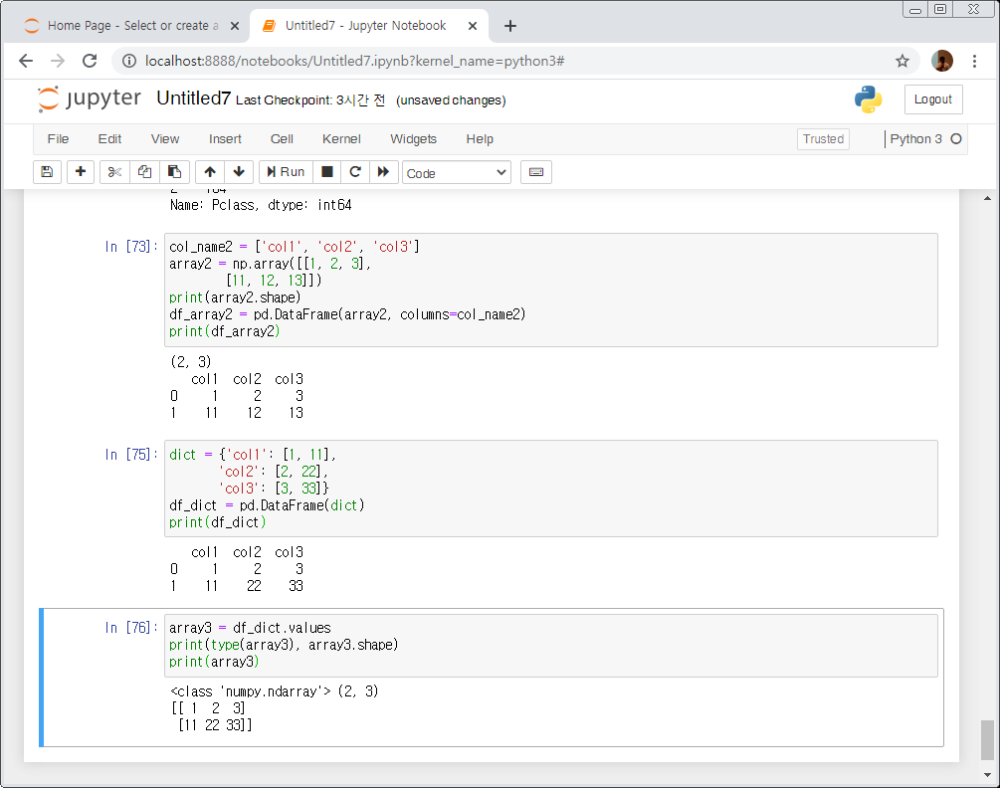 Home Page - Select or create a
Untitled7 - Jupyter Notebook
localhost:8888/notebooks/Untitled7.ipynb?kernel_name=python3#
jupyter Untitled7 Last Checkpoint: 3시간 전 (unsaved changes)
Logout
File Edit View Insert Cell Kernel Widgets Help
Trusted
Python 3
Run
Code
2    184
Name: Pclass, dtype: int64
In [73]:
col_name2 = ['col1', 'col2', 'col3']
array2 = np.array([[1, 2, 3],
        [11, 12, 13]])
print(array2.shape)
df_array2 = pd.DataFrame(array2, columns=col_name2)
print(df_array2)
(2, 3)
   col1  col2  col3
0     1     2     3
1    11    12    13
In [75]:
dict = {'col1': [1, 11],
       'col2': [2, 22],
       'col3': [3, 33]}
df_dict = pd.DataFrame(dict)
print(df_dict)
   col1  col2  col3
0     1     2     3
1    11    22    33
In [76]:
array3 = df_dict.values
print(type(array3), array3.shape)
print(array3)
<class 'numpy.ndarray'> (2, 3)
[[ 1  2  3]
 [11 22 33]]